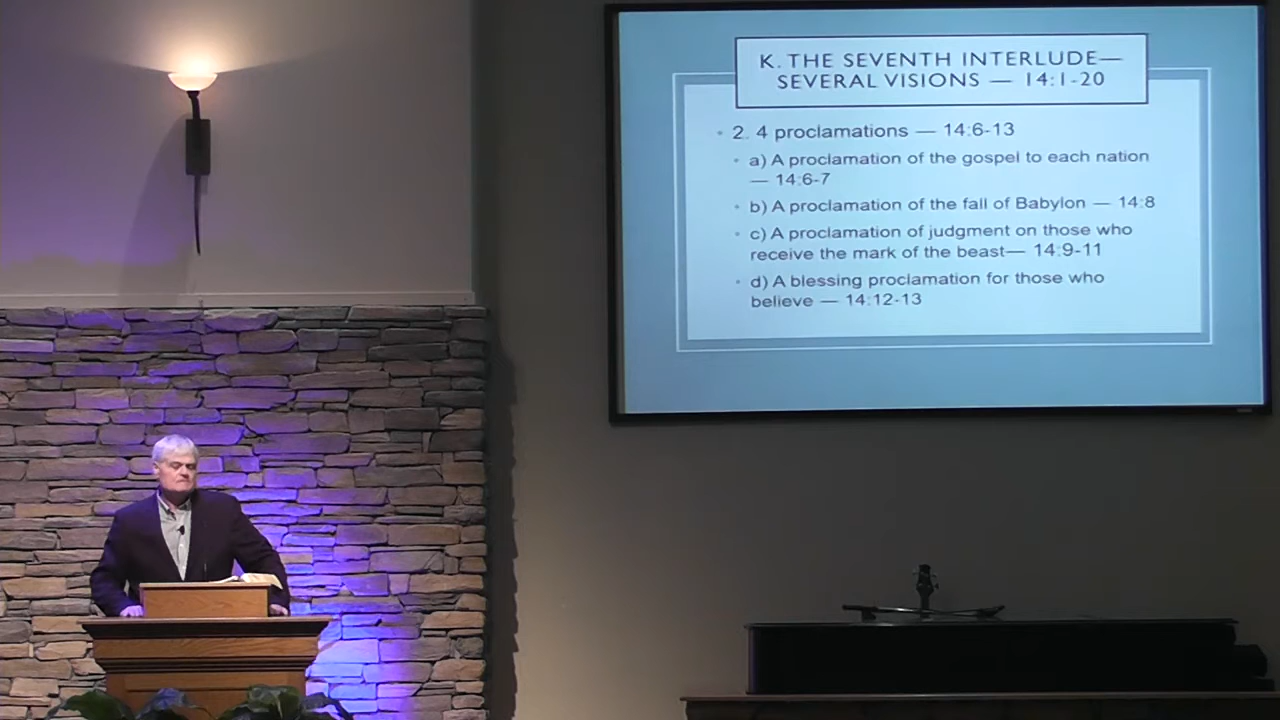 K. THE SEVENTH INTERLUDE—
SEVERAL VISIONS — 14:1-20
2. 4 proclamations — 14:6-13
a) A proclamation of the gospel to each nation
— 14:6-7
b) A proclamation of the fall of Babylon — 14:8
c) A proclamation of judgment on those who
receive the mark of the beast— 14:9-11
d) A blessing proclamation for those who
believe — 14:12-13